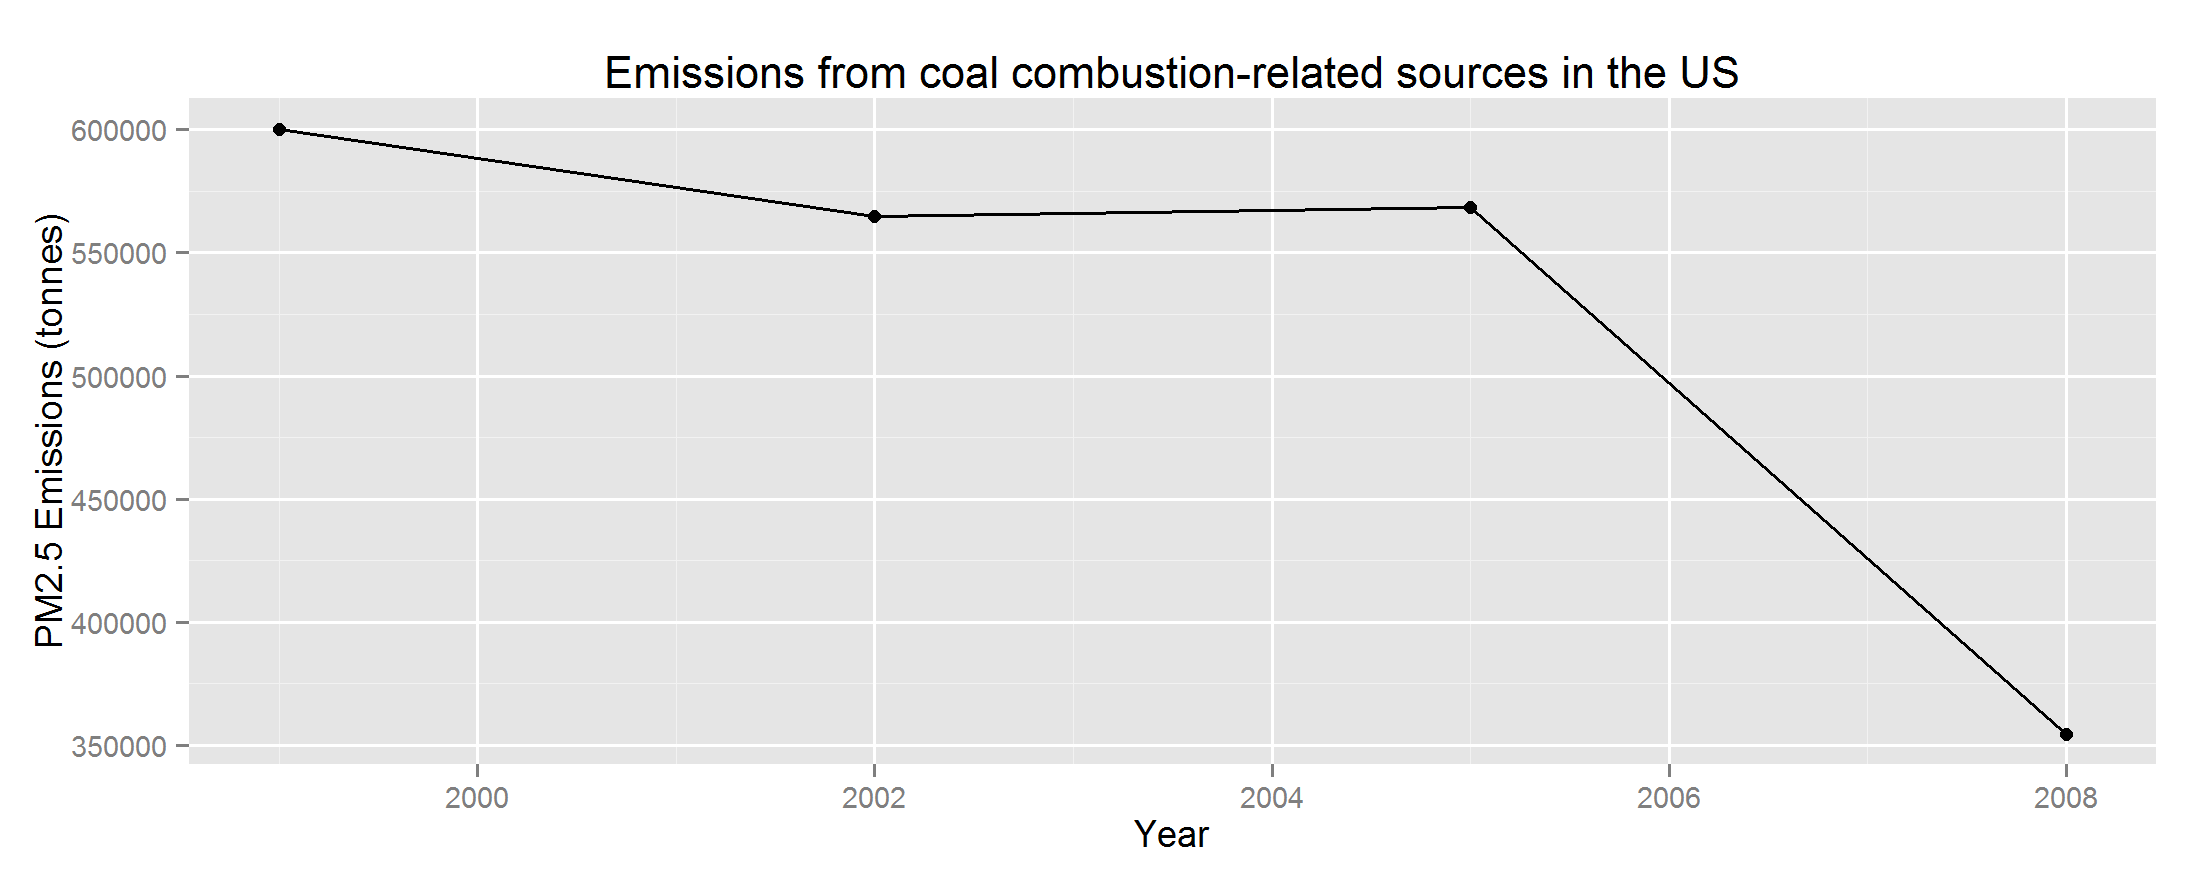 Emissions from coal combustion-related sources in the US
PM2.5 Emissions (tonnes)
600000
550000
500000
450000
400000
350000
2000 2002 2004 2006 2008
Year